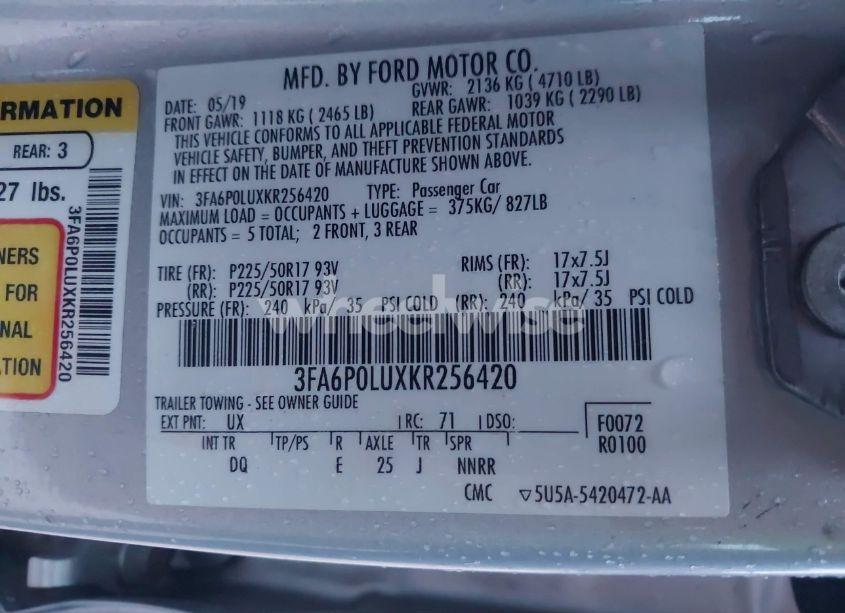 RMATION
REAR: 3
27 lbs.
NERS
FOR
NAL
ATION
3FA6P0LUXKR256420
MFD. BY FORD MOTOR CO.
DATE: 05/19 GVWR: 2136 KG ( 4710 LB)
FRONT GAWR: 1118 KG ( 2465 LB) REAR GAWR: 1039 KG ( 2290 LB)
THIS VEHICLE CONFORMS TO ALL APPLICABLE FEDERAL MOTOR
VEHICLE SAFETY, BUMPER, AND THEFT PREVENTION STANDARDS
IN EFFECT ON THE DATE OF MANUFACTURE SHOWN ABOVE.
VIN: 3FA6P0LUXKR256420 TYPE: Passenger Car
MAXIMUM LOAD = OCCUPANTS + LUGGAGE = 375KG/ 827LB
OCCUPANTS = 5 TOTAL; 2 FRONT, 3 REAR
TIRE (FR): P225/50R17 93V RIMS (FR): 17x7.5J
(RR): P225/50R17 93V (RR): 17x7.5J
PRESSURE (FR): 240 kPa/ 35 PSI COLD (RR): 240 kPa/ 35 PSI COLD
wheelwise
3FA6P0LUXKR256420
TRAILER TOWING - SEE OWNER GUIDE
EXT PNT: UX RC: 71 DSO: F0072
INT TR TP/PS R AXLE TR SPR R0100
DQ E 25 J NNRR
CMC ▽5U5A-5420472-AA